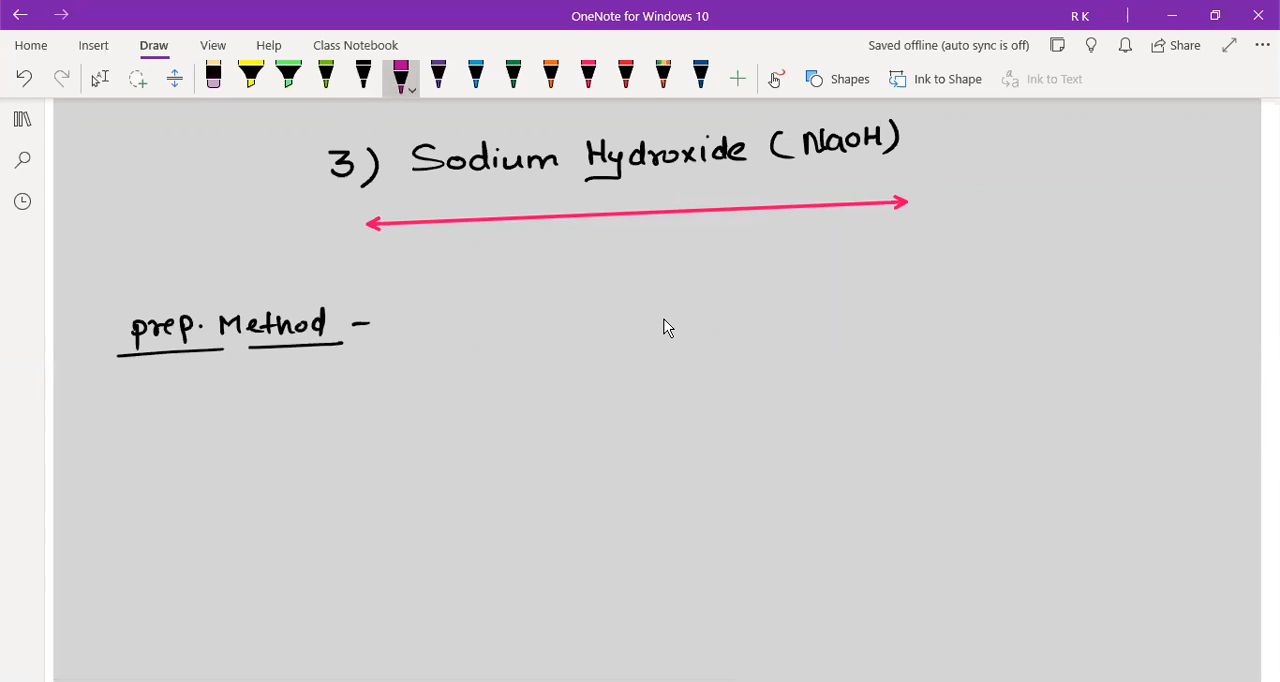 OneNote for Windows 10
R K
Home Insert Draw View Help Class Notebook
Saved offline (auto sync is off) Share
Shapes Ink to Shape Ink to Text
3) Sodium Hydroxide (NaoH)
prep. Method -